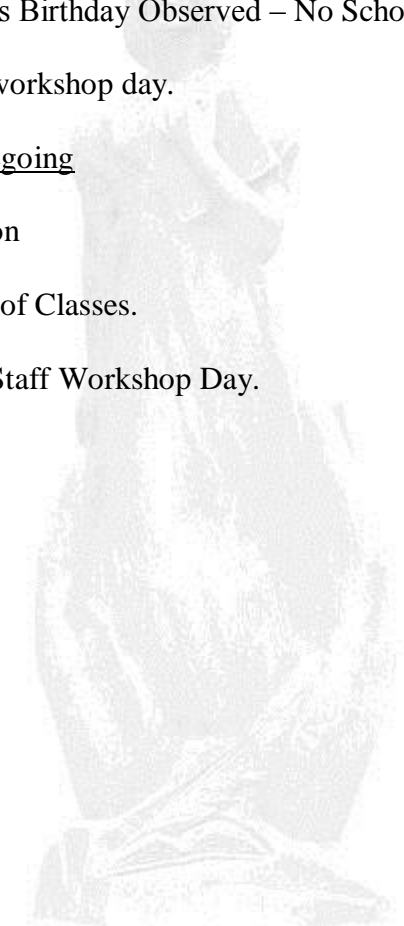 s Birthday Observed – No Scho
workshop day.
going
on
of Classes.
Staff Workshop Day.